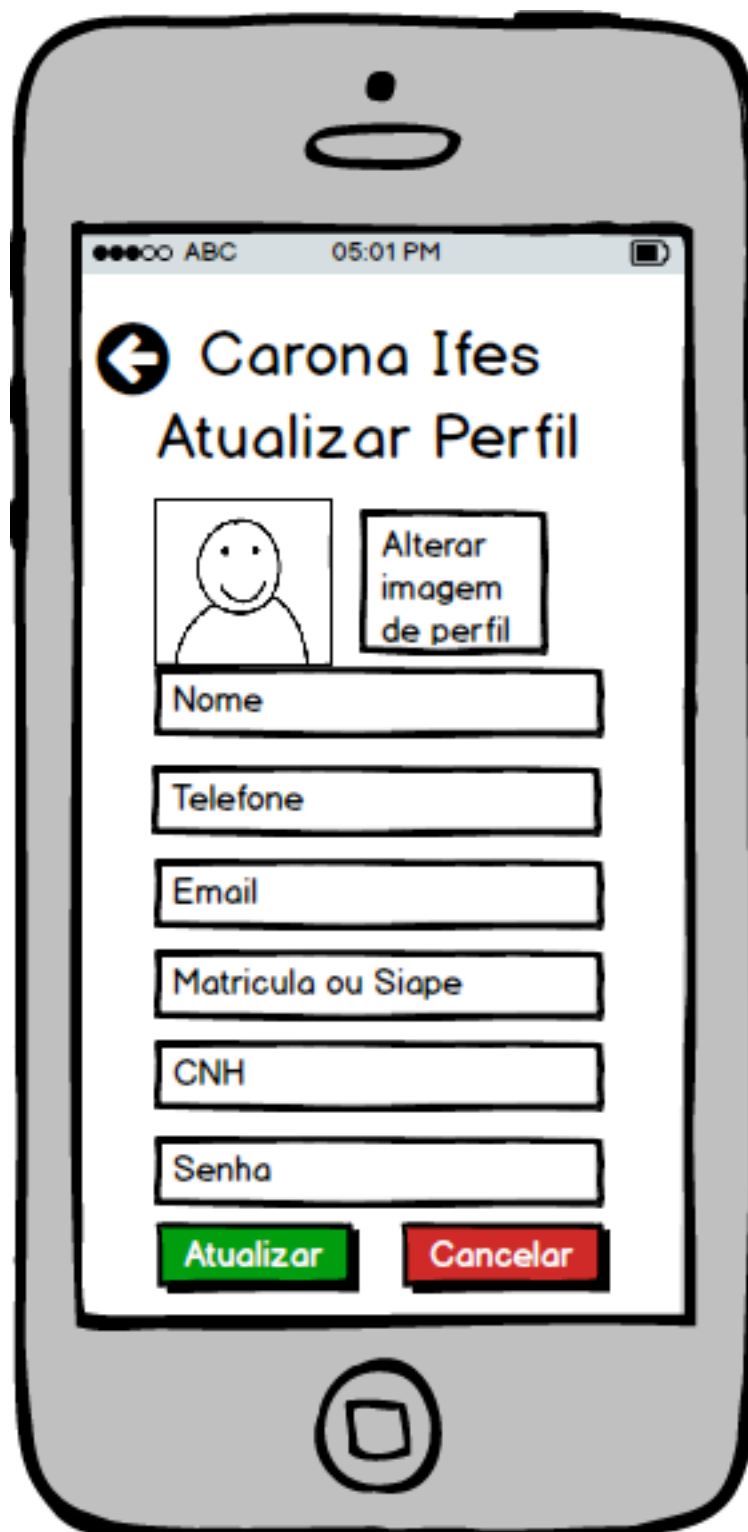 ABC 05:01 PM
Carona Ifes
Atualizar Perfil
Alterar
imagem
de perfil
Nome
Telefone
Email
Matricula ou Siape
CNH
Senha
Atualizar Cancelar